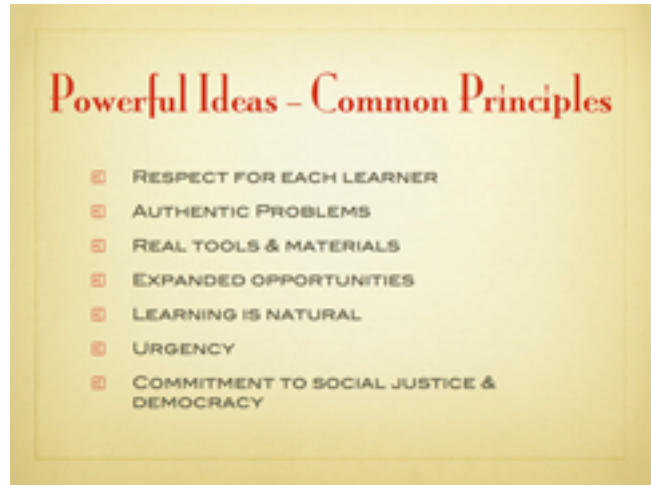 Powerful Ideas – Common Principles
Respect for each learner
Authentic Problems
Real tools & materials
Expanded opportunities
Learning is natural
Urgency
Commitment to social justice &
democracy